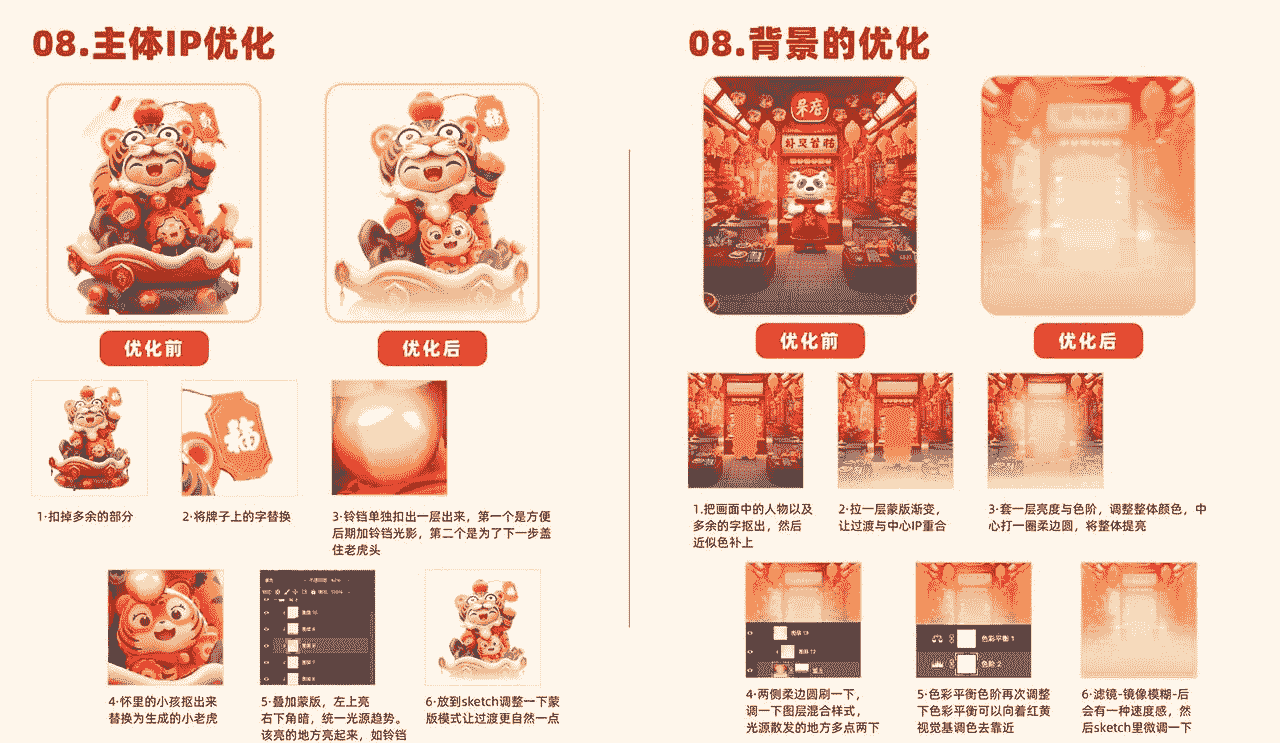 08.主体IP优化
福
优化前
优化后
福
1·扣掉多余的部分
2·将牌子上的字替换
3·铃铛单独扣出一层出来，第一个是方便
后期加铃铛光影，第二个是为了下一步盖
住老虎头
4·怀里的小孩抠出来
替换为生成的小老虎
5·叠加蒙版，左上亮
右下角暗，统一光源趋势。
该亮的地方亮起来，如铃铛
6·放到sketch调整一下蒙
版模式让过渡更自然一点
08.背景的优化
优化前
优化后
1.把画面中的人物以及
多余的字抠出，然后
近似色补上
2·拉一层蒙版渐变，
让过渡与中心IP重合
3·套一层亮度与色阶，调整整体颜色，中
心打一圈柔边圆，将整体提亮
色彩平衡 1
色阶 2
4·两侧柔边圆刷一下，
调一下图层混合样式，
光源散发的地方多点两下
5·色彩平衡色阶再次调整
下色彩平衡可以向着红黄
视觉基调色去靠近
6·滤镜-镜像模糊-后
会有一种速度感，然
后sketch里微调一下